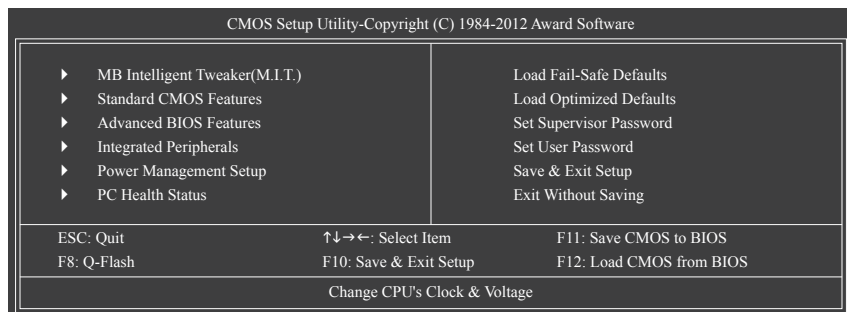 CMOS Setup Utility-Copyright (C) 1984-2012 Award Software
MB Intelligent Tweaker(M.I.T.)
Standard CMOS Features
Advanced BIOS Features
Integrated Peripherals
Power Management Setup
PC Health Status
Load Fail-Safe Defaults
Load Optimized Defaults
Set Supervisor Password
Set User Password
Save & Exit Setup
Exit Without Saving
ESC: Quit ↑↓→←: Select Item F11: Save CMOS to BIOS
F8: Q-Flash F10: Save & Exit Setup F12: Load CMOS from BIOS
Change CPU's Clock & Voltage